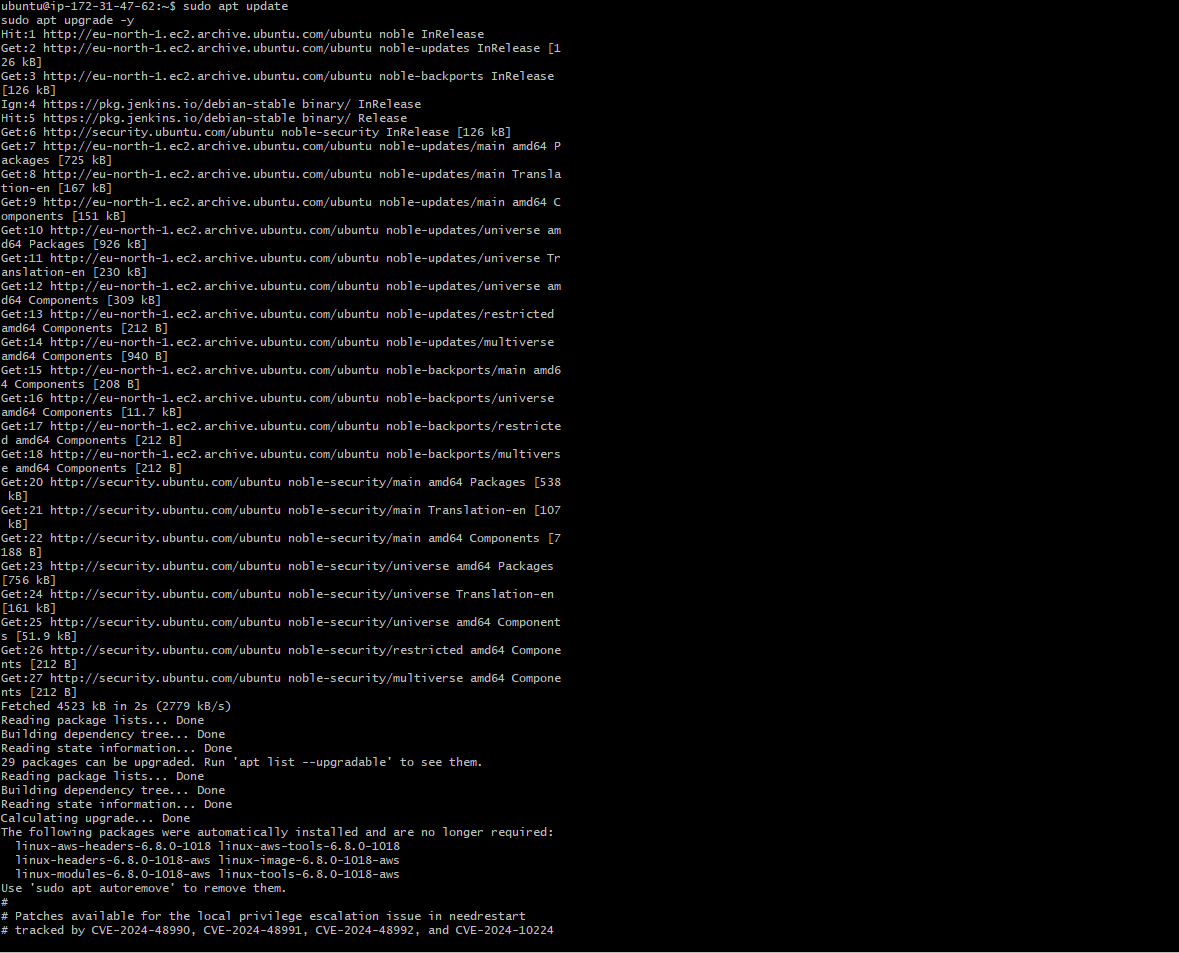 ubuntu@ip-172-31-47-62:~$ sudo apt update
sudo apt upgrade -y
Hit:1 http://eu-north-1.ec2.archive.ubuntu.com/ubuntu noble InRelease
Get:2 http://eu-north-1.ec2.archive.ubuntu.com/ubuntu noble-updates InRelease [1
26 kB]
Get:3 http://eu-north-1.ec2.archive.ubuntu.com/ubuntu noble-backports InRelease
[126 kB]
Ign:4 https://pkg.jenkins.io/debian-stable binary/ InRelease
Hit:5 https://pkg.jenkins.io/debian-stable binary/ Release
Get:6 http://security.ubuntu.com/ubuntu noble-security InRelease [126 kB]
Get:7 http://eu-north-1.ec2.archive.ubuntu.com/ubuntu noble-updates/main amd64 P
ackages [725 kB]
Get:8 http://eu-north-1.ec2.archive.ubuntu.com/ubuntu noble-updates/main Transla
tion-en [167 kB]
Get:9 http://eu-north-1.ec2.archive.ubuntu.com/ubuntu noble-updates/main amd64 C
omponents [151 kB]
Get:10 http://eu-north-1.ec2.archive.ubuntu.com/ubuntu noble-updates/universe am
d64 Packages [926 kB]
Get:11 http://eu-north-1.ec2.archive.ubuntu.com/ubuntu noble-updates/universe Tr
anslation-en [230 kB]
Get:12 http://eu-north-1.ec2.archive.ubuntu.com/ubuntu noble-updates/universe am
d64 Components [309 kB]
Get:13 http://eu-north-1.ec2.archive.ubuntu.com/ubuntu noble-updates/restricted
amd64 Components [212 B]
Get:14 http://eu-north-1.ec2.archive.ubuntu.com/ubuntu noble-updates/multiverse
amd64 Components [940 B]
Get:15 http://eu-north-1.ec2.archive.ubuntu.com/ubuntu noble-backports/main amd6
4 Components [208 B]
Get:16 http://eu-north-1.ec2.archive.ubuntu.com/ubuntu noble-backports/universe
amd64 Components [11.7 kB]
Get:17 http://eu-north-1.ec2.archive.ubuntu.com/ubuntu noble-backports/restricte
d amd64 Components [212 B]
Get:18 http://eu-north-1.ec2.archive.ubuntu.com/ubuntu noble-backports/multivers
e amd64 Components [212 B]
Get:20 http://security.ubuntu.com/ubuntu noble-security/main amd64 Packages [538
 kB]
Get:21 http://security.ubuntu.com/ubuntu noble-security/main Translation-en [107
 kB]
Get:22 http://security.ubuntu.com/ubuntu noble-security/main amd64 Components [7
188 B]
Get:23 http://security.ubuntu.com/ubuntu noble-security/universe amd64 Packages
[756 kB]
Get:24 http://security.ubuntu.com/ubuntu noble-security/universe Translation-en
[161 kB]
Get:25 http://security.ubuntu.com/ubuntu noble-security/universe amd64 Component
s [51.9 kB]
Get:26 http://security.ubuntu.com/ubuntu noble-security/restricted amd64 Compone
nts [212 B]
Get:27 http://security.ubuntu.com/ubuntu noble-security/multiverse amd64 Compone
nts [212 B]
Fetched 4523 kB in 2s (2779 kB/s)
Reading package lists... Done
Building dependency tree... Done
Reading state information... Done
29 packages can be upgraded. Run 'apt list --upgradable' to see them.
Reading package lists... Done
Building dependency tree... Done
Reading state information... Done
Calculating upgrade... Done
The following packages were automatically installed and are no longer required:
  linux-aws-headers-6.8.0-1018 linux-aws-tools-6.8.0-1018
  linux-headers-6.8.0-1018-aws linux-image-6.8.0-1018-aws
  linux-modules-6.8.0-1018-aws linux-tools-6.8.0-1018-aws
Use 'sudo apt autoremove' to remove them.
#
# Patches available for the local privilege escalation issue in needrestart
# tracked by CVE-2024-48990, CVE-2024-48991, CVE-2024-48992, and CVE-2024-10224